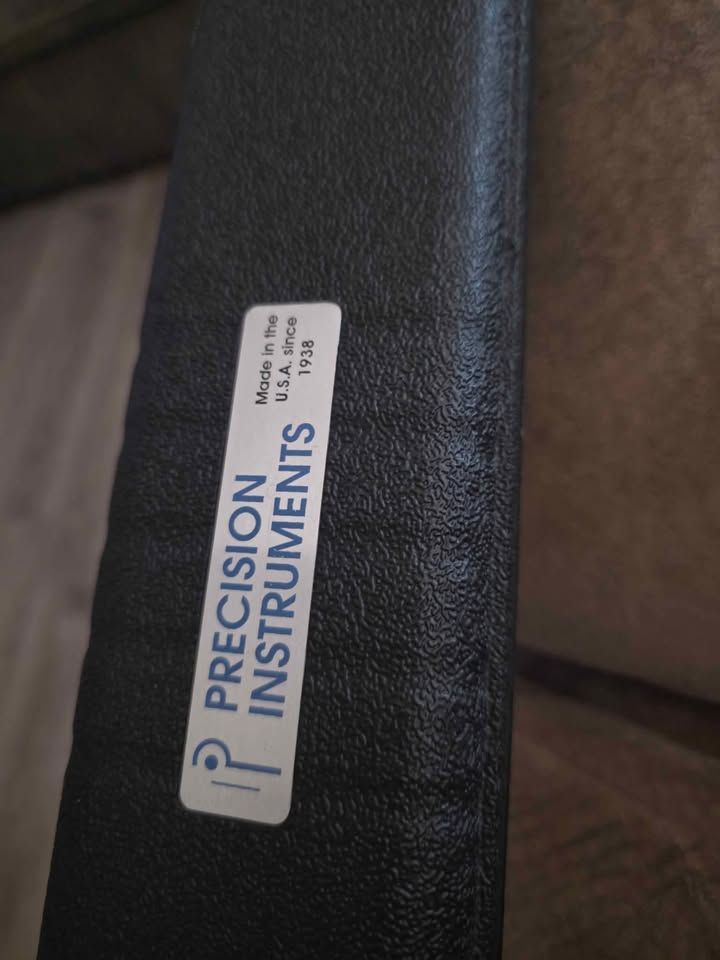 PRECISION
INSTRUMENTS
Made in the
U.S.A. since
1938